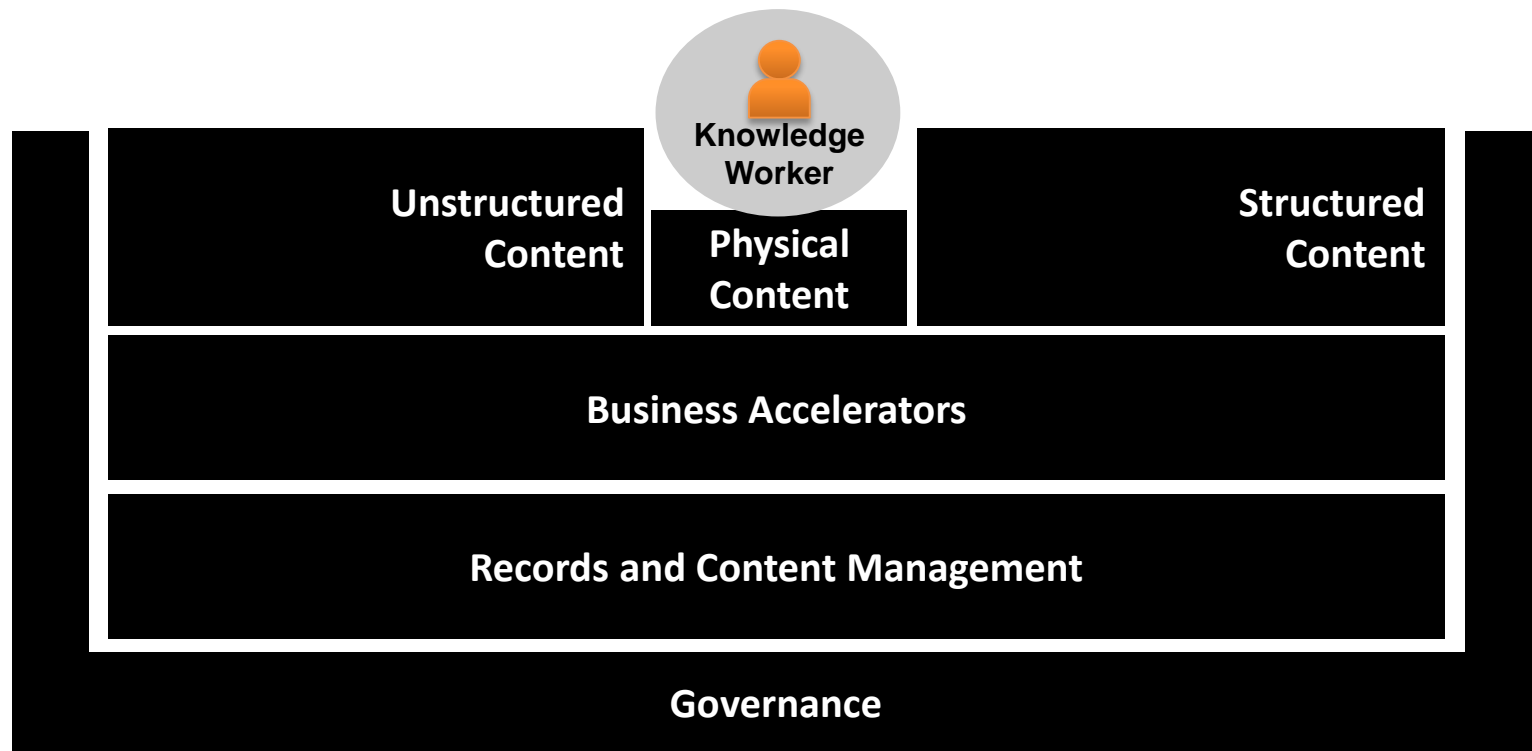 Knowledge
Worker
Unstructured
Content
Physical
Content
Structured
Content
Business Accelerators
Records and Content Management
Governance